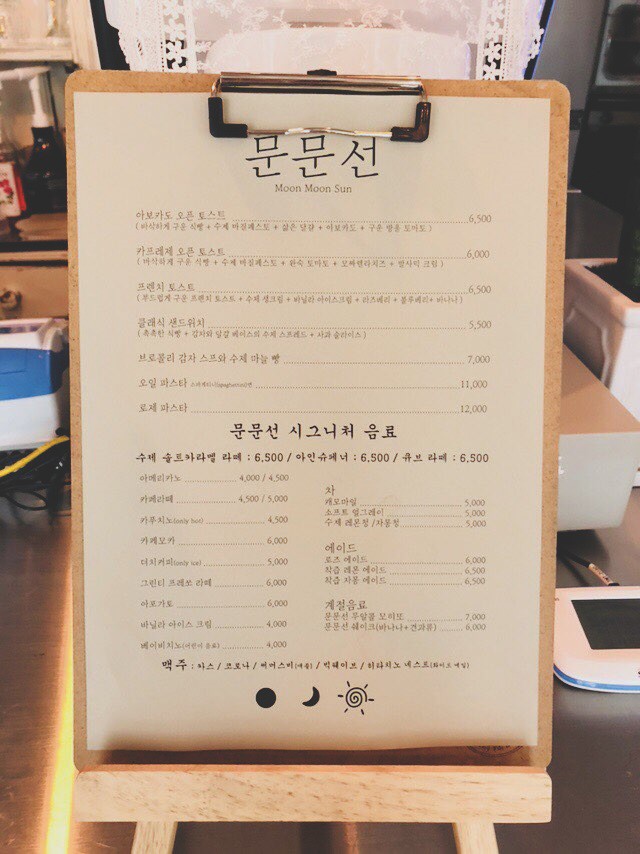 문문선
Moon Moon Sun
아보카도 오픈 토스트 6,500
( 바삭하게 구운 식빵 + 수제 바질페스토 + 삶은 달걀 + 아보카도 + 구운 방울 토마토 )
카프레제 오픈 토스트 6,000
( 바삭하게 구운 식빵 + 수제 바질페스토 + 완숙 토마토 + 모짜렐라치즈 + 발사믹 크림 )
프렌치 토스트 6,500
( 부드럽게 구운 프렌치 토스트 + 수제 생크림 + 바닐라 아이스크림 + 라즈베리 + 블루베리+ 바나나 )
클래식 샌드위치 5,500
( 촉촉한 식빵 + 감자와 달걀 베이스의 수제 스프레드 + 사과 슬라이스 )
브로콜리 감자 스프와 수제 마늘 빵 7,000
오일 파스타 11,000
로제 파스타 12,000
문문선 시그니처 음료
수제 솔트카라멜 라떼 : 6,500 / 아인슈페너 : 6,500 / 큐브 라떼 : 6,500
아메리카노 4,000 / 4,500
카페라떼 4,500 / 5,000
카푸치노(only hot) 4,500
카페모카 6,000
더치커피(only ice) 5,000
그린티 프레쏘 라떼 6,000
아포가토 6,000
바닐라 아이스 크림 4,000
베이비치노(어린이 음료) 4,000
차
캐모마일 5,000
소프트 얼그레이 5,000
수제 레몬청 /자몽청 5,000
에이드
로즈 에이드 6,000
착즙 레몬 에이드 6,500
착즙 자몽 에이드 6,500
계절음료
문문선 무알콜 모히또 7,000
문문선 쉐이크(바나나+견과류) 6,000
맥주 : 카스 / 코로나 / 써머스비(애플) / 빅웨이브 / 히타치노 네스트(화이트 에일)